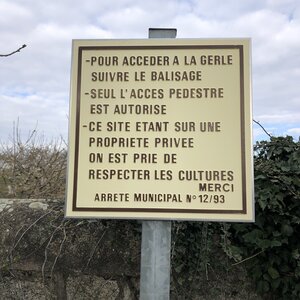 -POUR ACCEDER A LA GERLE
SUIVRE LE BALISAGE
-SEUL L'ACCES PEDESTRE
EST AUTORISE
-CE SITE ETANT SUR UNE
PROPRIETE PRIVEE
ON EST PRIE DE
RESPECTER LES CULTURES
MERCI
ARRETE MUNICIPAL N° 12/93